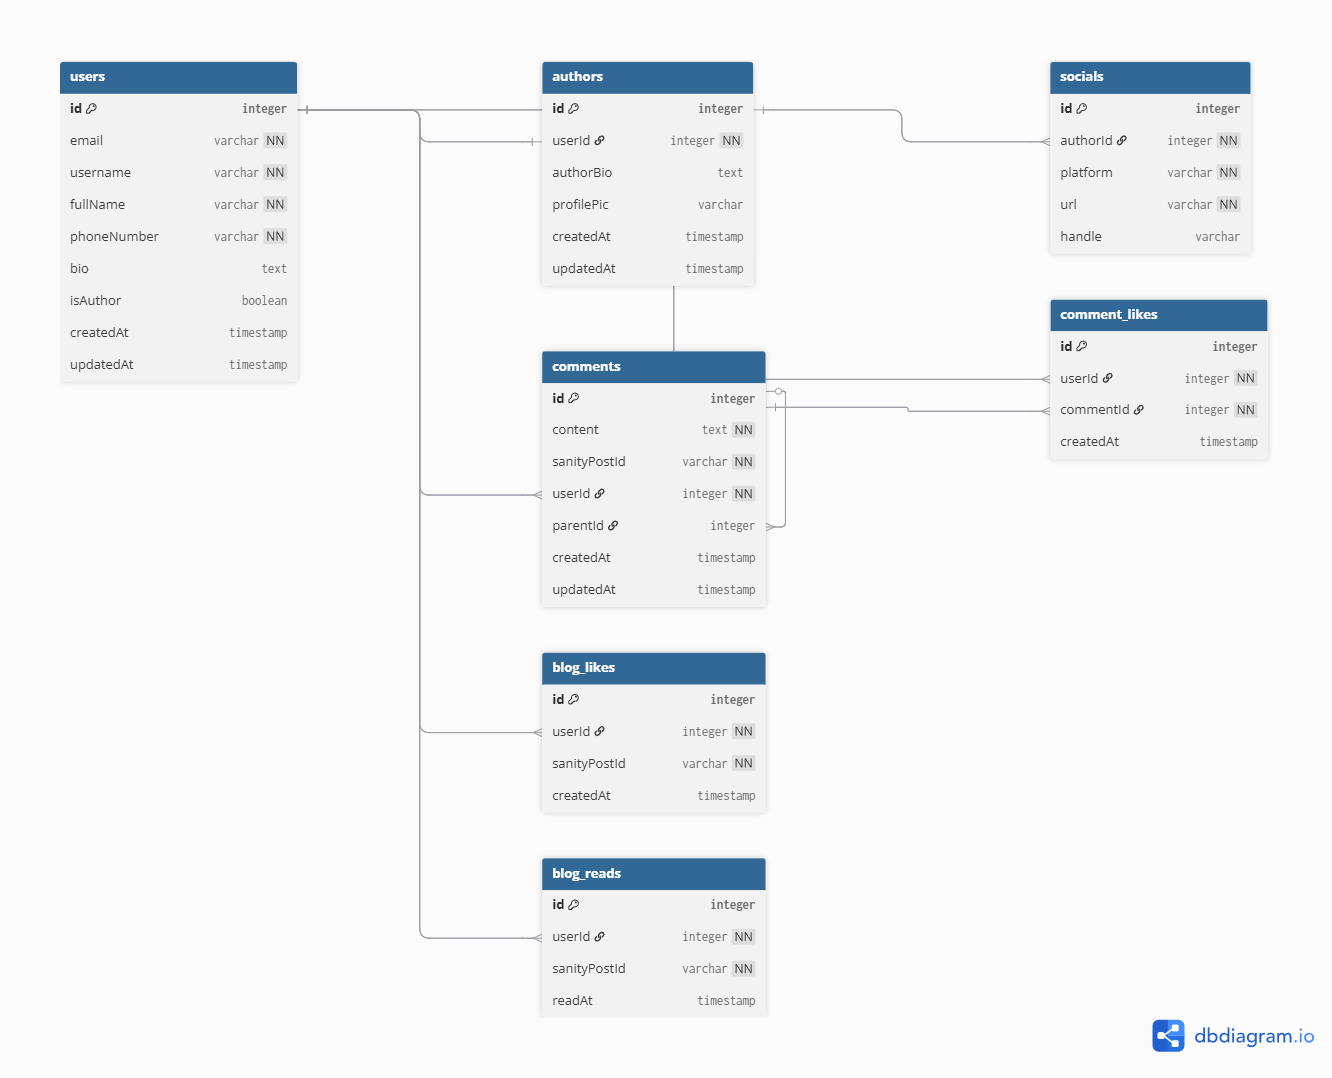 users
id integer
email varchar NN
username varchar NN
fullName varchar NN
phoneNumber varchar NN
bio text
isAuthor boolean
createdAt timestamp
updatedAt timestamp
authors
id integer
userId integer NN
authorBio text
profilePic varchar
createdAt timestamp
updatedAt timestamp
socials
id integer
authorId integer NN
platform varchar NN
url varchar NN
handle varchar
comment_likes
id integer
userId integer NN
commentId integer NN
createdAt timestamp
comments
id integer
content text NN
sanityPostId varchar NN
userId integer NN
parentId integer
createdAt timestamp
updatedAt timestamp
blog_likes
id integer
userId integer NN
sanityPostId varchar NN
createdAt timestamp
blog_reads
id integer
userId integer NN
sanityPostId varchar NN
readAt timestamp
dbdiagram.io